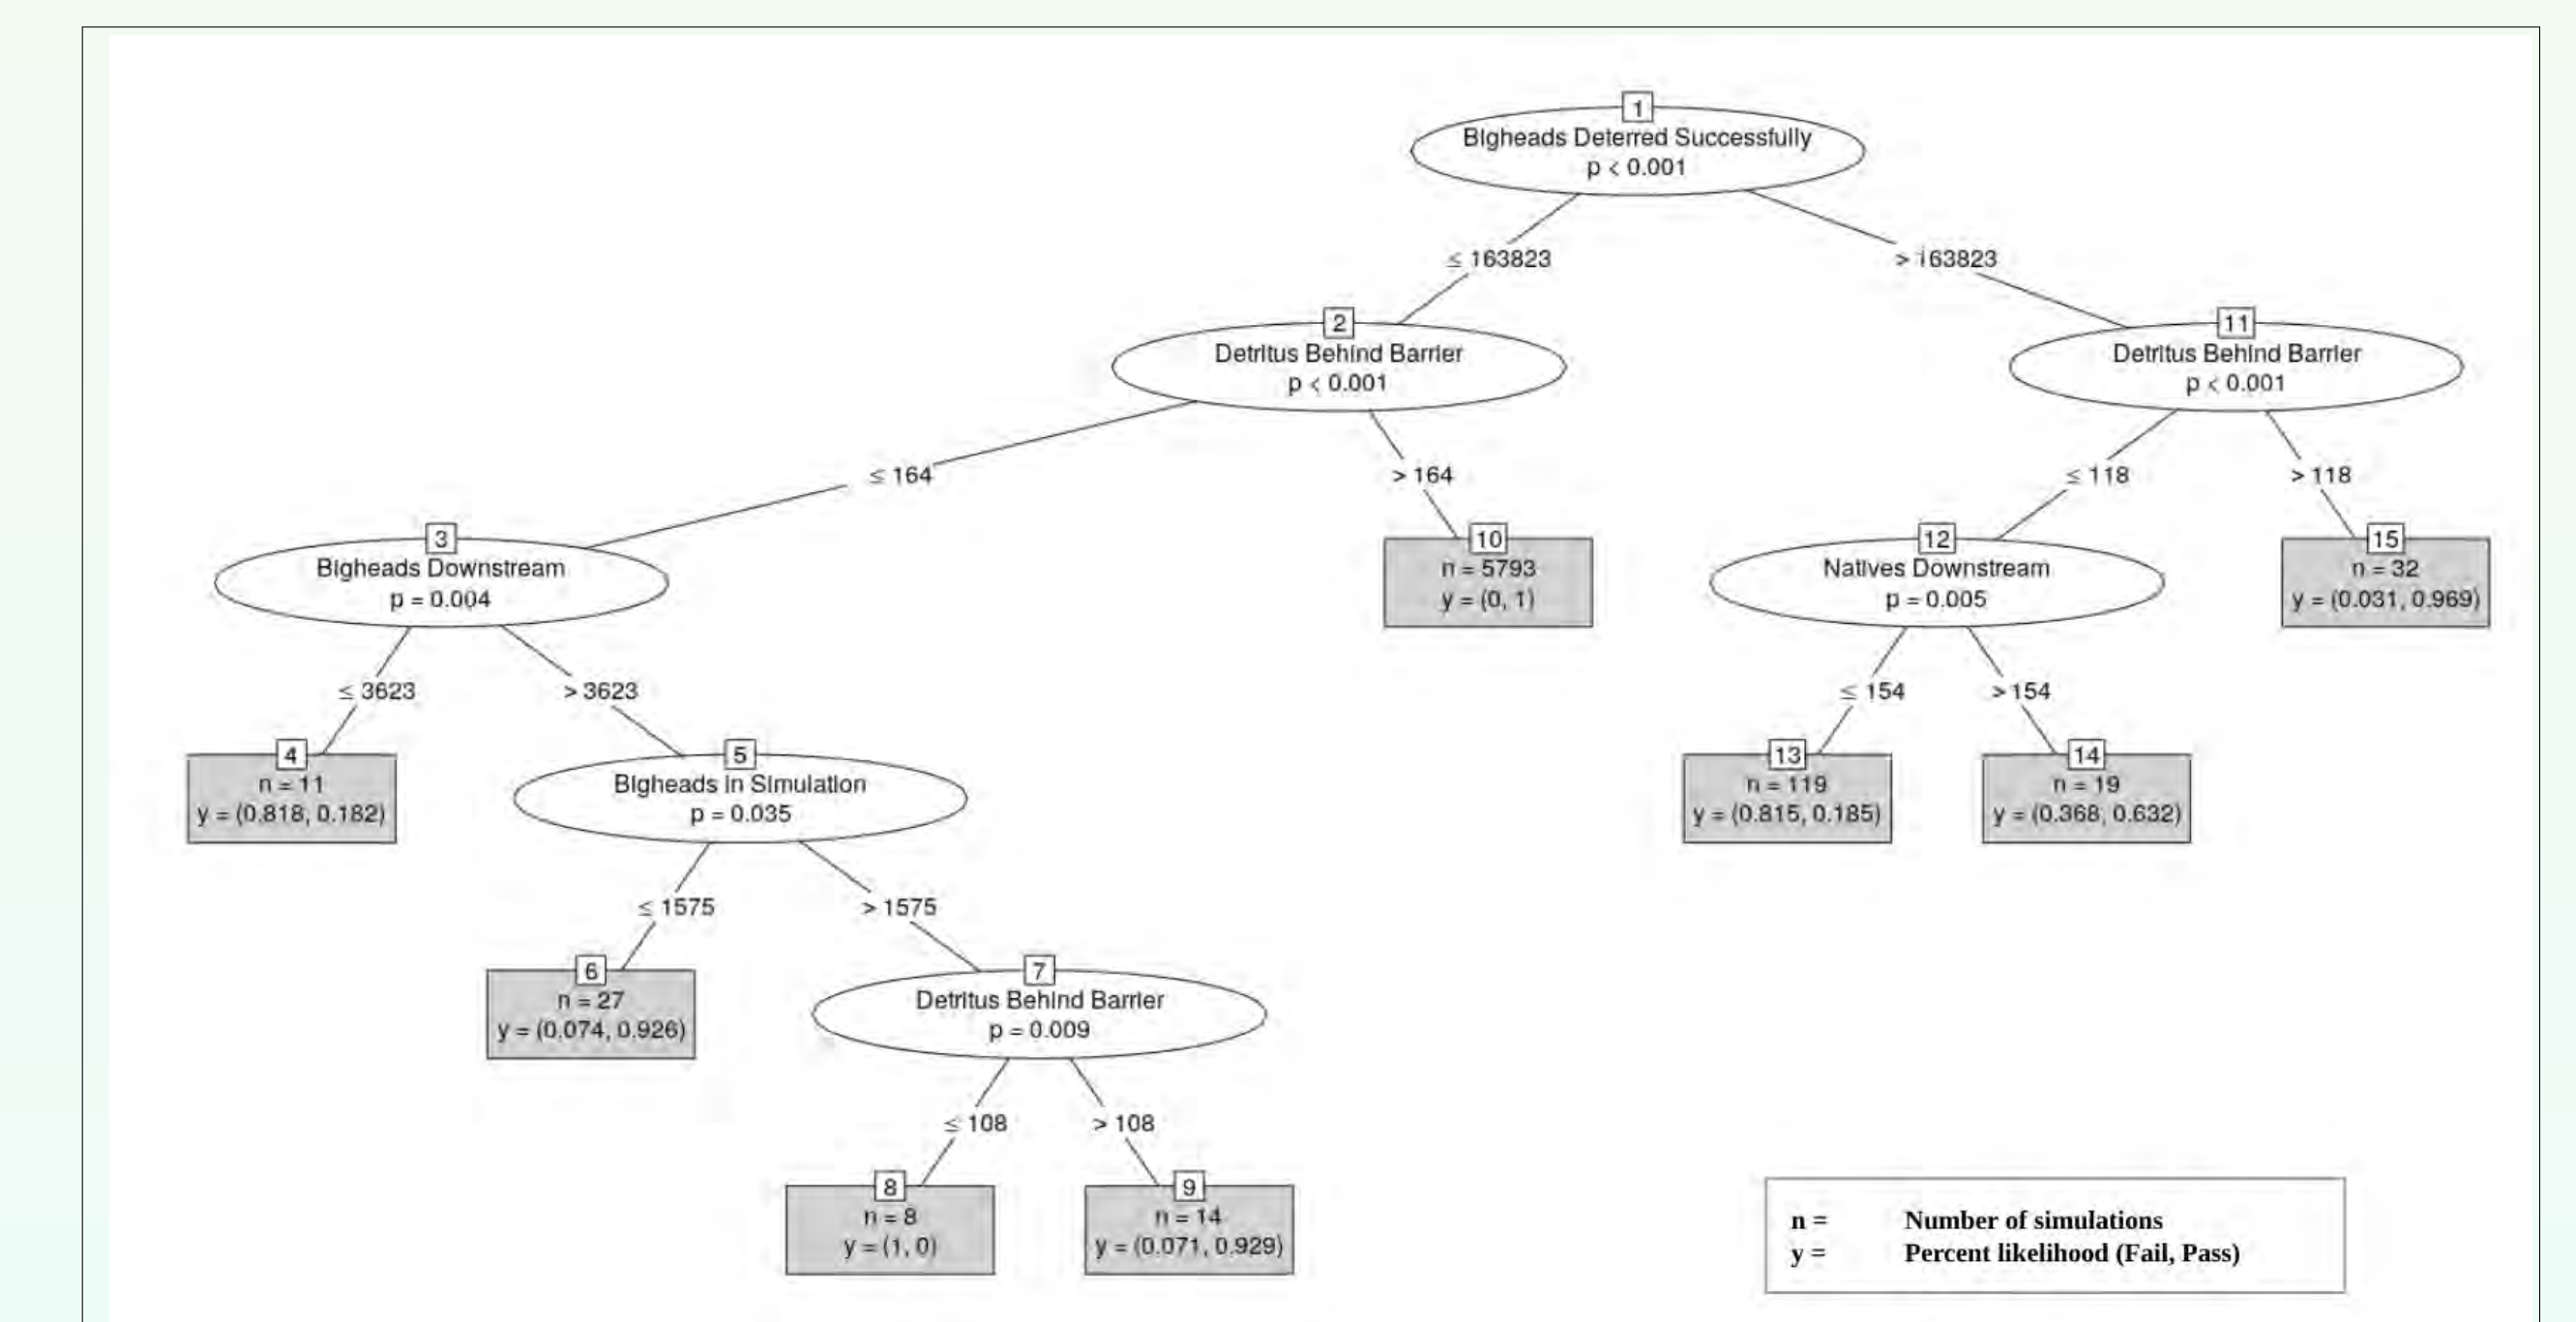 1
Bigheads Deterred Successfully
p < 0.001
≤ 163823
> 163823
2
Detritus Behind Barrier
p < 0.001
11
Detritus Behind Barrier
p < 0.001
≤ 164
> 164
≤ 118
> 118
3
Bigheads Downstream
p = 0.004
10
n = 5793
y = (0, 1)
12
Natives Downstream
p = 0.005
15
n = 32
y = (0.031, 0.969)
≤ 3623
> 3623
≤ 154
> 154
4
n = 11
y = (0.818, 0.182)
5
Bigheads in Simulation
p = 0.035
13
n = 119
y = (0.815, 0.185)
14
n = 19
y = (0.368, 0.632)
≤ 1575
> 1575
6
n = 27
y = (0.074, 0.926)
7
Detritus Behind Barrier
p = 0.009
≤ 108
> 108
8
n = 8
y = (1, 0)
9
n = 14
y = (0.071, 0.929)
n = Number of simulations
y = Percent likelihood (Fail, Pass)